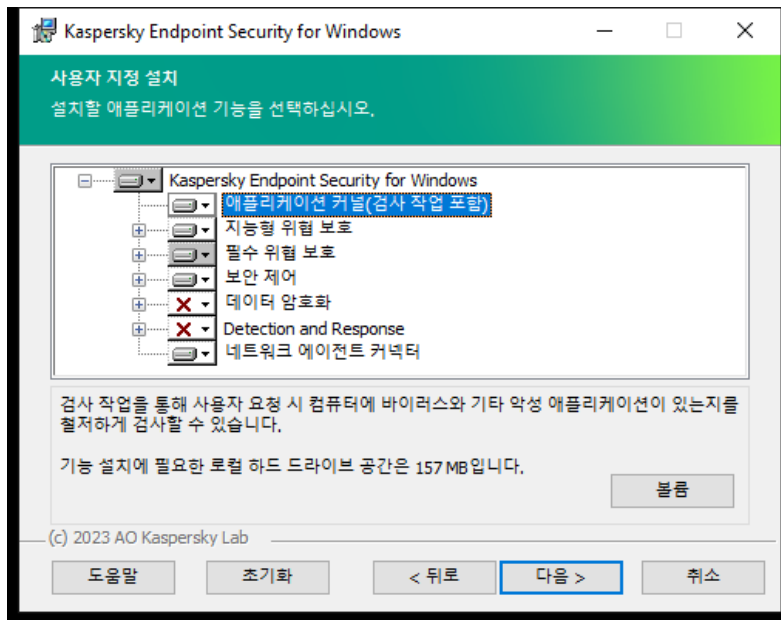 Kaspersky Endpoint Security for Windows
사용자 지정 설치
설치할 애플리케이션 기능을 선택하십시오.
Kaspersky Endpoint Security for Windows
애플리케이션 커널(검사 작업 포함)
지능형 위협 보호
필수 위협 보호
보안 제어
데이터 암호화
Detection and Response
네트워크 에이전트 커넥터
검사 작업을 통해 사용자 요청 시 컴퓨터에 바이러스와 기타 악성 애플리케이션이 있는지를
철저하게 검사할 수 있습니다.
기능 설치에 필요한 로컬 하드 드라이브 공간은 157 MB입니다.
볼륨
(c) 2023 AO Kaspersky Lab
도움말 초기화 < 뒤로 다음 > 취소